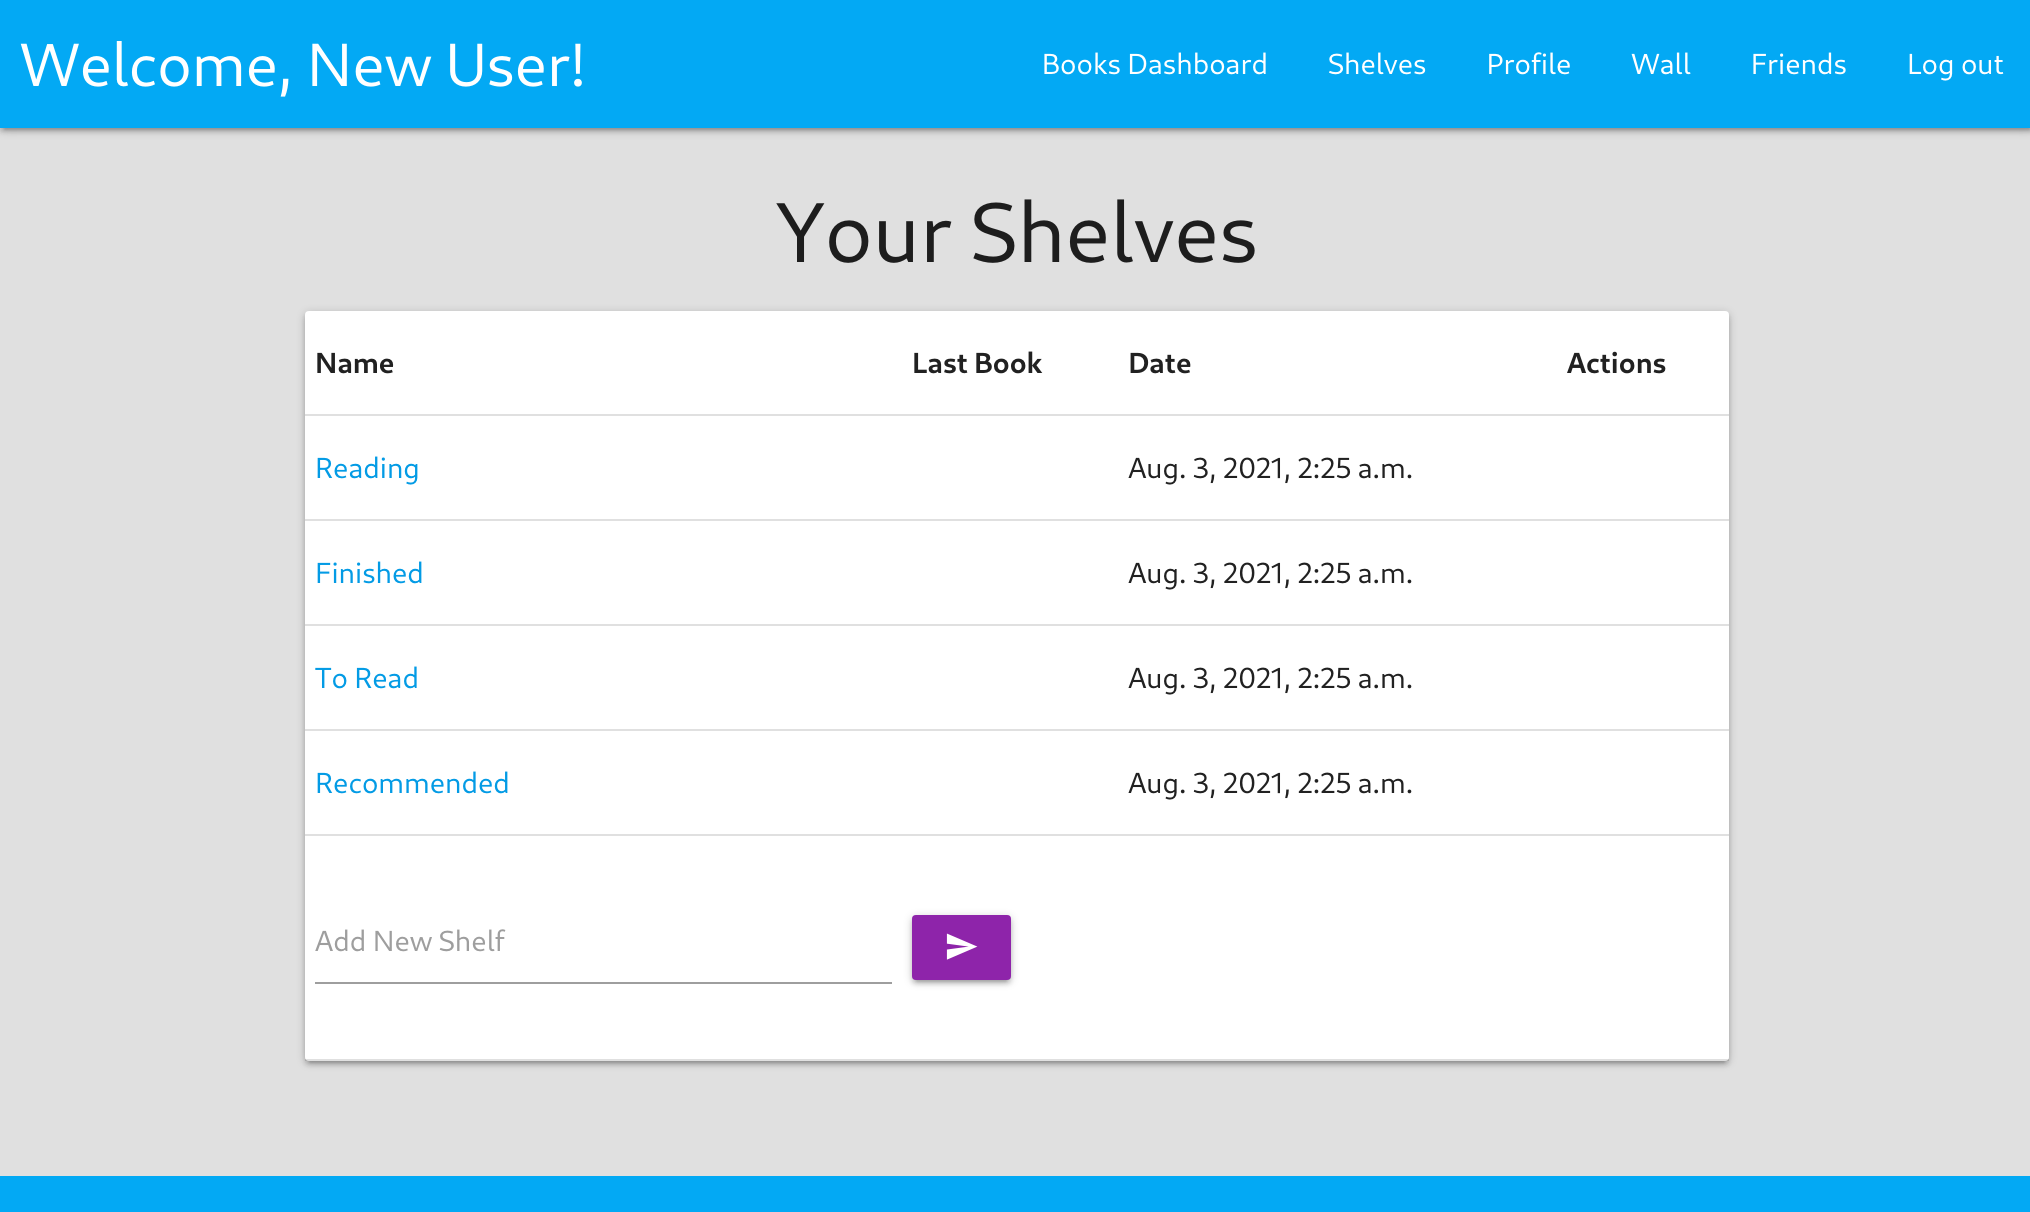 Welcome, New User!
Books Dashboard Shelves Profile Wall Friends Log out
Your Shelves
Name Last Book Date Actions
Reading Aug. 3, 2021, 2:25 a.m.
Finished Aug. 3, 2021, 2:25 a.m.
To Read Aug. 3, 2021, 2:25 a.m.
Recommended Aug. 3, 2021, 2:25 a.m.
Add New Shelf